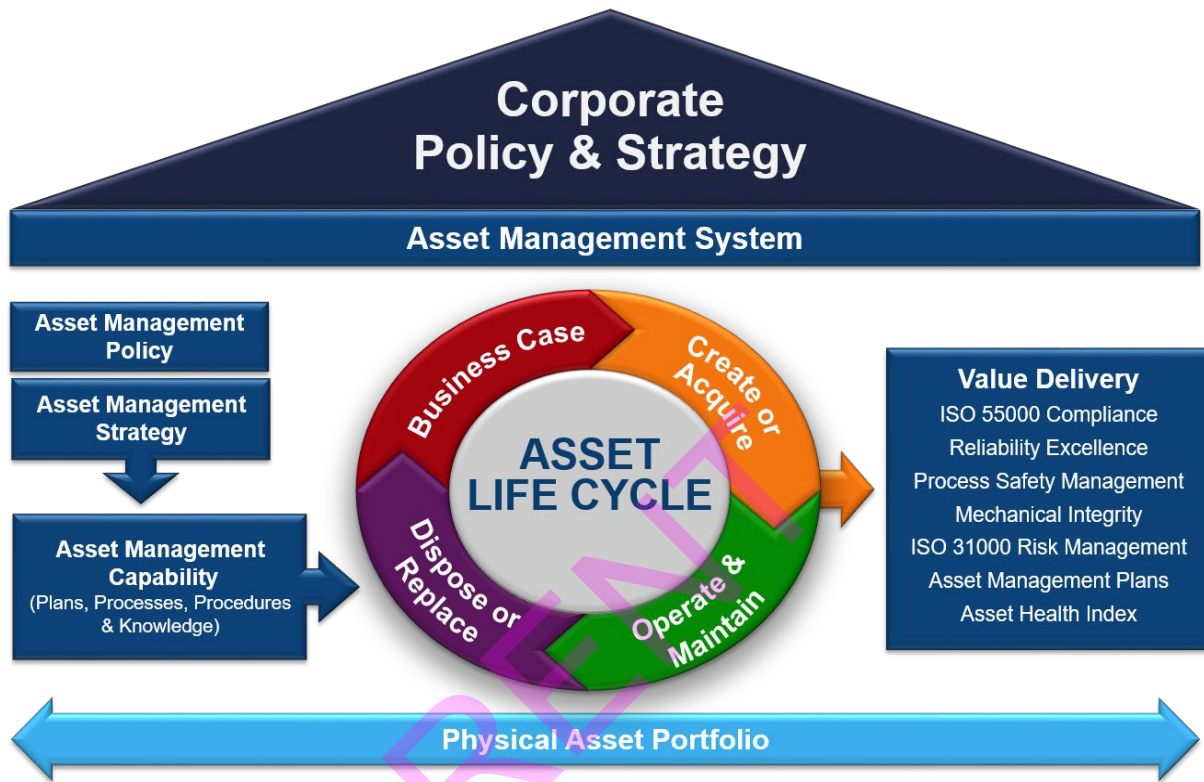 Corporate
Policy & Strategy
Asset Management System
Asset Management
Policy
Asset Management
Strategy
Asset Management
Capability
(Plans, Processes, Procedures
& Knowledge)
Business Case
Create or
Acquire
Operate &
Maintain
Dispose or
Replace
ASSET
LIFE CYCLE
Value Delivery
ISO 55000 Compliance
Reliability Excellence
Process Safety Management
Mechanical Integrity
ISO 31000 Risk Management
Asset Management Plans
Asset Health Index
Physical Asset Portfolio